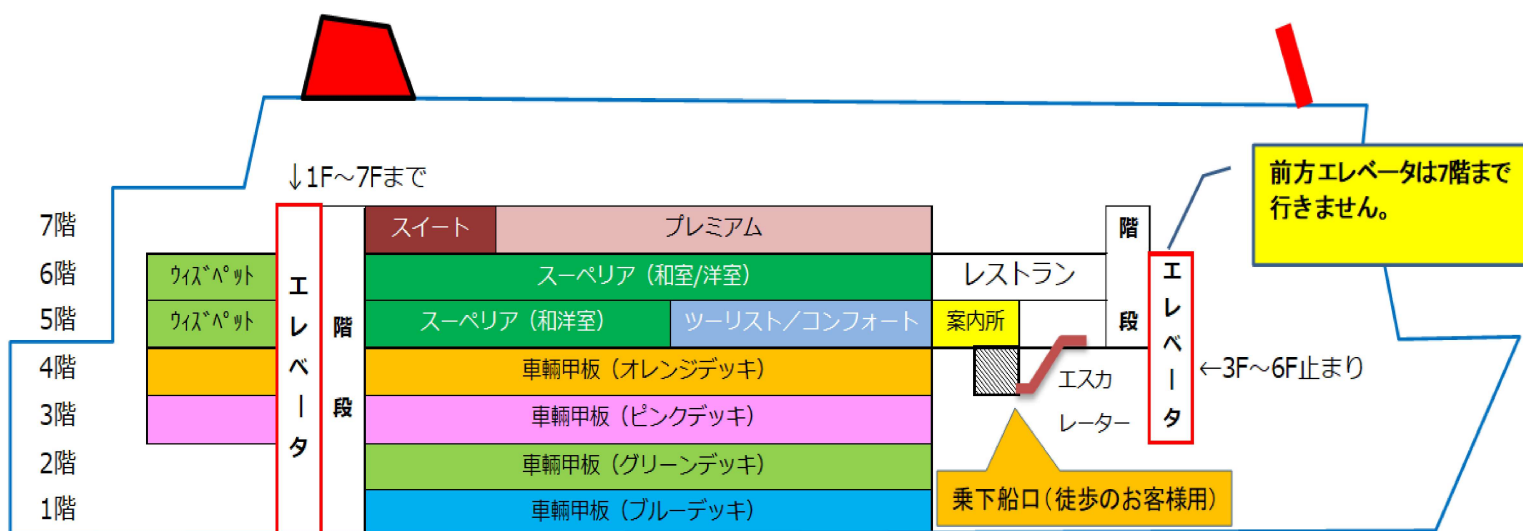 ↓1F～7Fまで
前方エレベータは7階まで
行きません。
7階
スイート
プレミアム
階段
6階
ｳｨｽﾞﾍﾟｯﾄ
エレベータ
スーペリア（和室/洋室）
レストラン
エレベータ
5階
ｳｨｽﾞﾍﾟｯﾄ
階段
スーペリア（和洋室）
ツーリスト／コンフォート
案内所
4階
車輌甲板（オレンジデッキ）
エスカ
レーター
←3F～6F止まり
3階
車輌甲板（ピンクデッキ）
2階
車輌甲板（グリーンデッキ）
乗下船口（徒歩のお客様用）
1階
車輌甲板（ブルーデッキ）